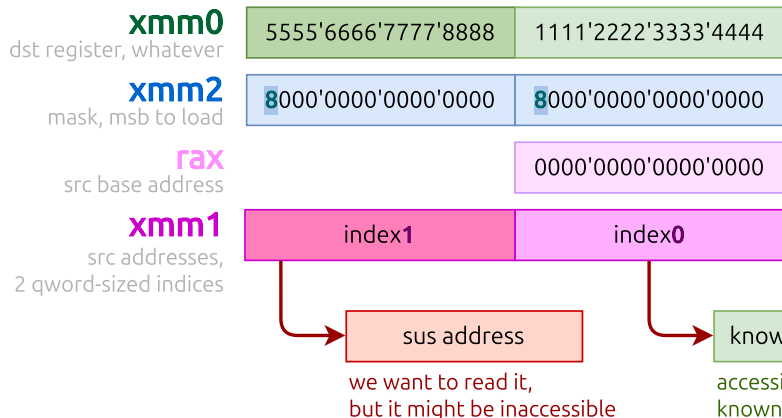 xmm0
dst register, whatever
5555'6666'7777'8888
1111'2222'3333'4444
xmm2
mask, msb to load
8000'0000'0000'0000
8000'0000'0000'0000
rax
src base address
0000'0000'0000'0000
xmm1
src addresses,
2 qword-sized indices
index1
index0
sus address
we want to read it,
but it might be inaccessible
known